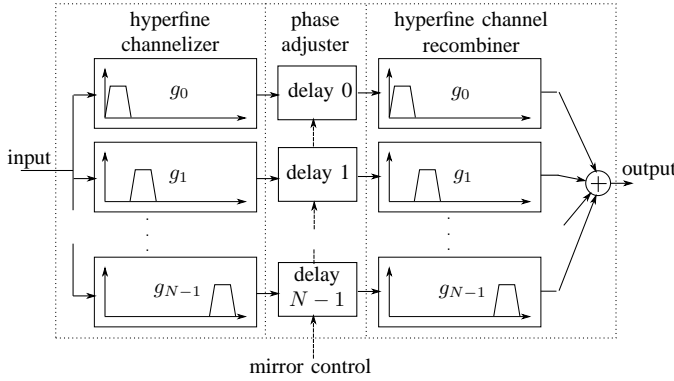 hyperfine channelizer
phase adjuster
hyperfine channel recombiner
g0
delay 0
g0
input
g1
delay 1
g1
output
+
gN−1
delay N − 1
gN−1
mirror control